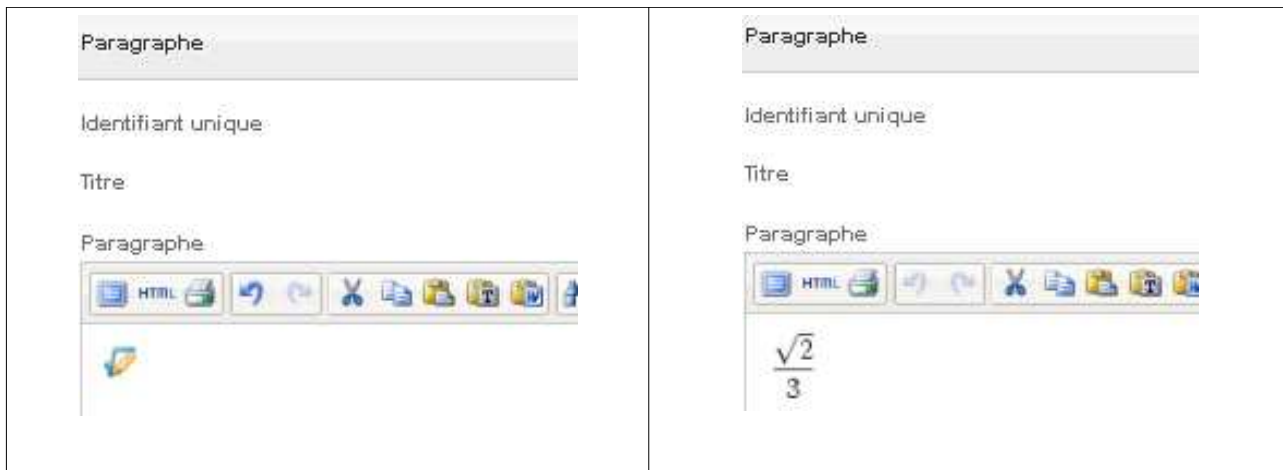 Paragraphe
Identifiant unique
Titre
Paragraphe
HTML
Paragraphe
Identifiant unique
Titre
Paragraphe
HTML
√2
3